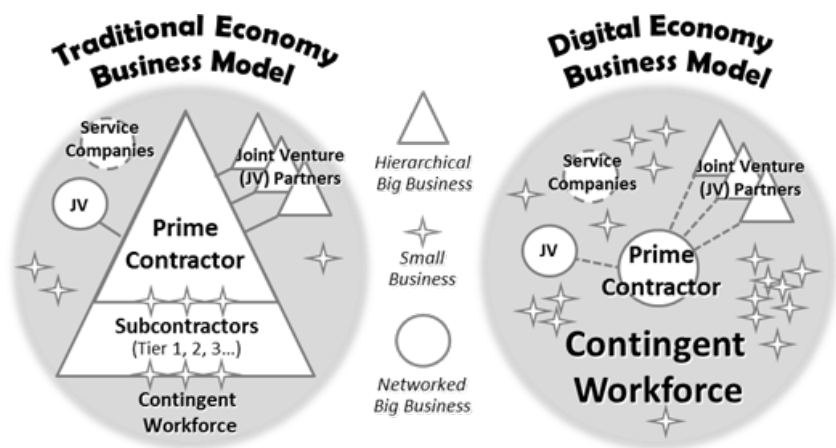 Traditional Economy
Business Model
Service
Companies
Joint Venture
(JV) Partners
JV
Prime
Contractor
Subcontractors
(Tier 1, 2, 3...)
Contingent
Workforce
Hierarchical
Big Business
Small
Business
Networked
Big Business
Digital Economy
Business Model
Service
Companies
Joint Venture
(JV) Partners
JV
Prime
Contractor
Contingent
Workforce